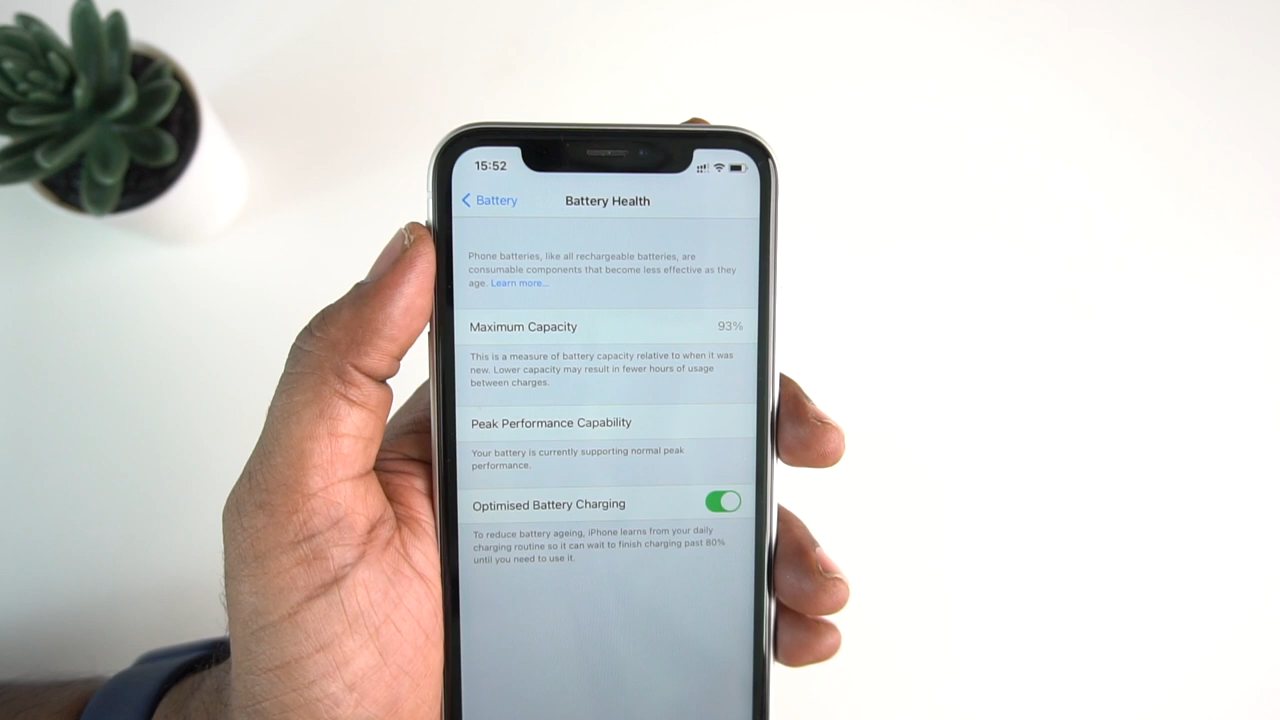 15:52
Battery
Battery Health
Phone batteries, like all rechargeable batteries, are
consumable components that become less effective as they
age. Learn more...
Maximum Capacity 93%
This is a measure of battery capacity relative to when it was
new. Lower capacity may result in fewer hours of usage
between charges.
Peak Performance Capability
Your battery is currently supporting normal peak
performance.
Optimised Battery Charging
To reduce battery ageing, iPhone learns from your daily
charging routine so it can wait to finish charging past 80%
until you need to use it.